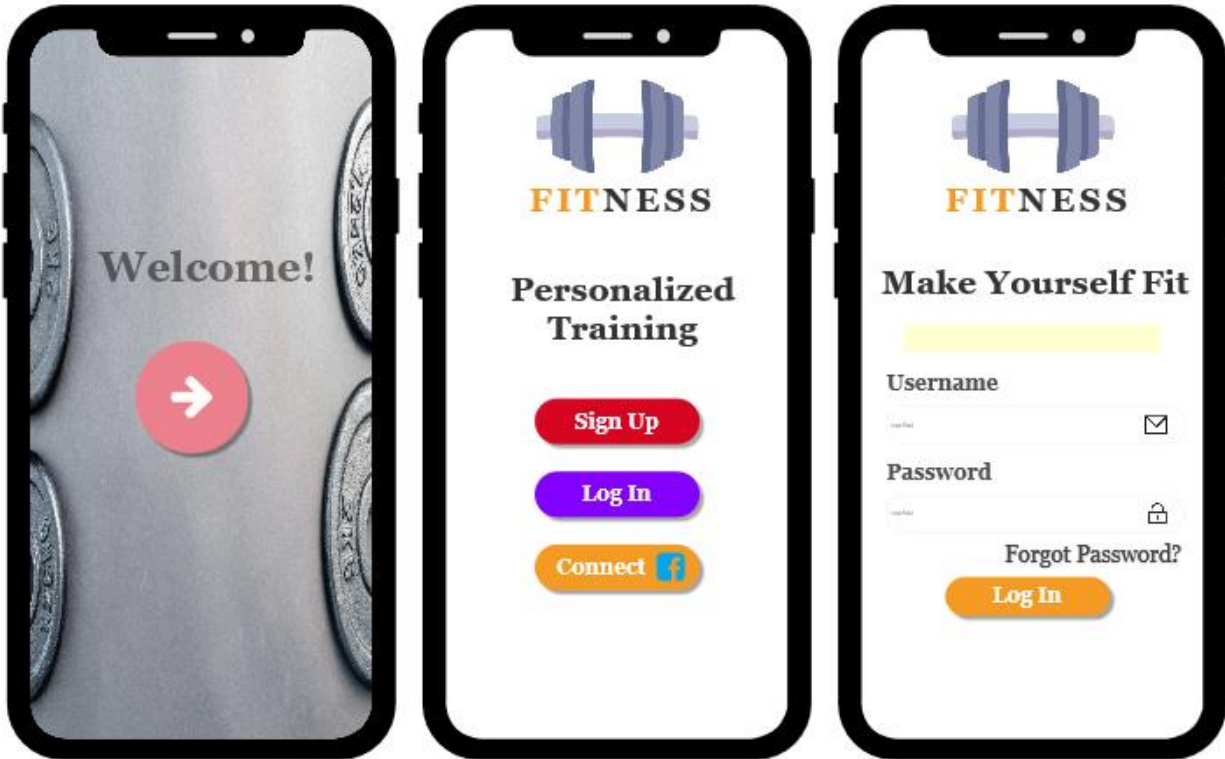 Welcome!
FITNESS
Personalized
Training
Sign Up
Log In
Connect f
FITNESS
Make Yourself Fit
Username
Password
Forgot Password?
Log In